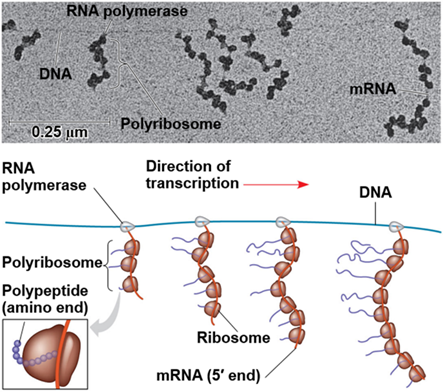 RNA polymerase
DNA
mRNA
0.25 µm
Polyribosome
RNA
polymerase
Direction of
transcription
DNA
Polyribosome
Polypeptide
(amino end)
Ribosome
mRNA (5′ end)